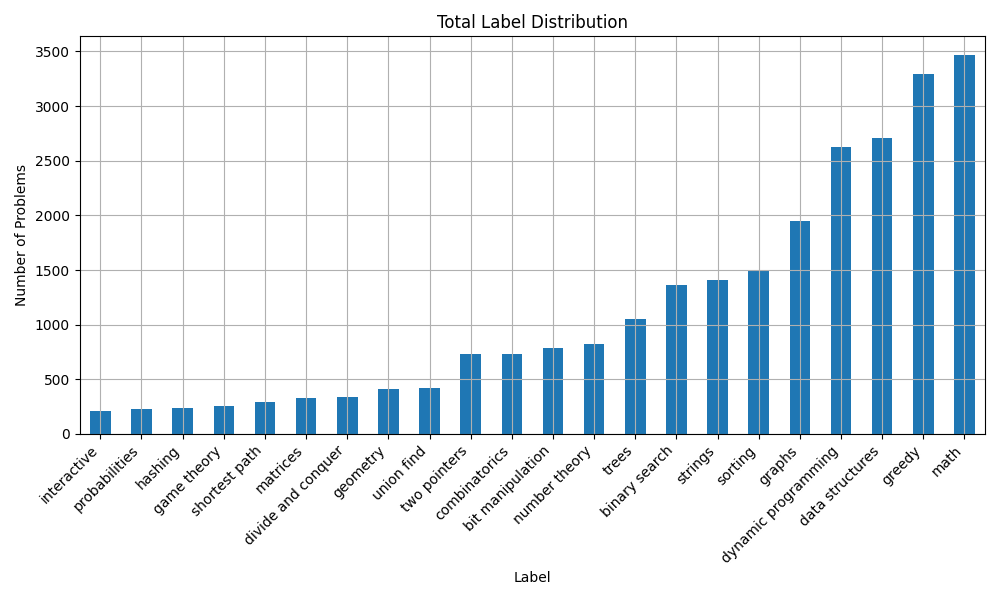 Total Label Distribution
3500
3000
2500
2000
1500
1000
500
0
Number of Problems
interactive
probabilities
hashing
game theory
shortest path
matrices
divide and conquer
geometry
union find
two pointers
combinatorics
bit manipulation
number theory
trees
binary search
strings
sorting
graphs
dynamic programming
data structures
greedy
math
Label